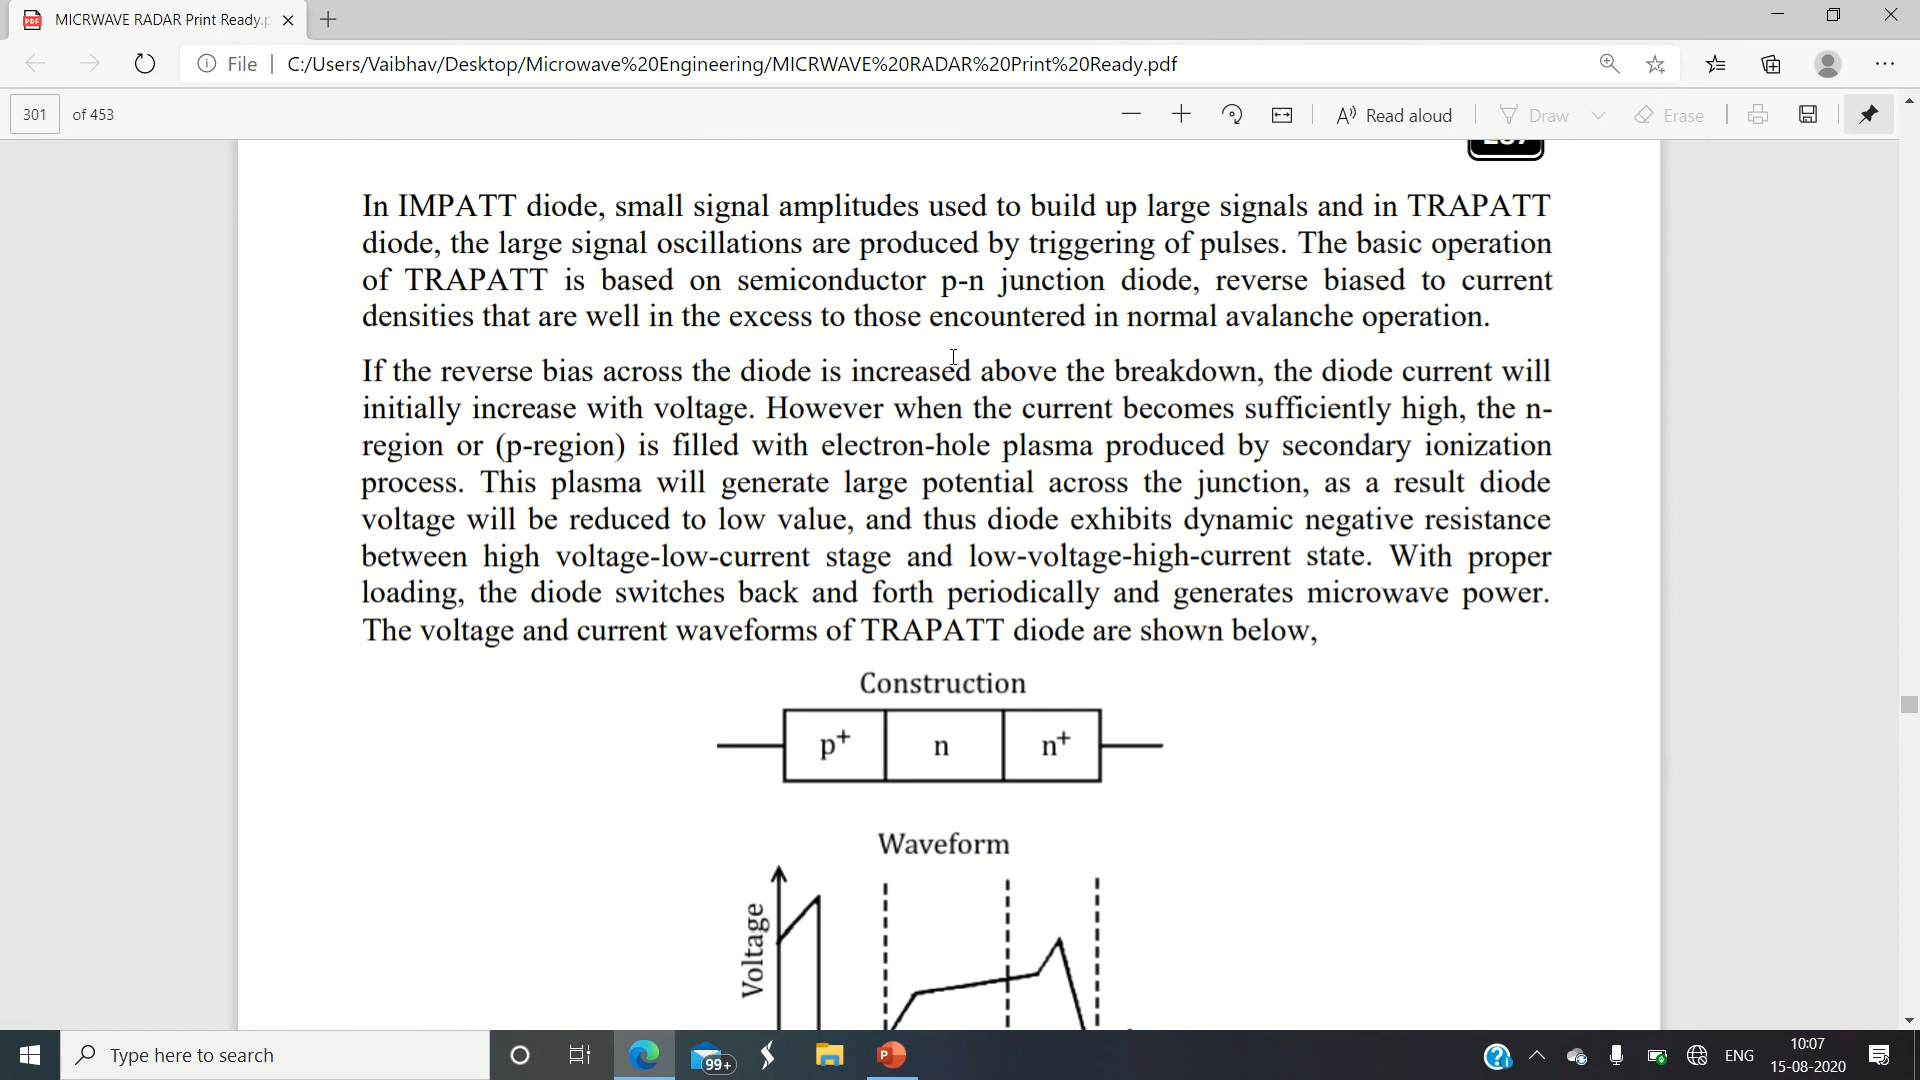 MICRWAVE RADAR Print Ready.p
File
C:/Users/Vaibhav/Desktop/Microwave%20Engineering/MICRWAVE%20RADAR%20Print%20Ready.pdf
301 of 453
Read aloud
Draw
Erase
In IMPATT diode, small signal amplitudes used to build up large signals and in TRAPATT
diode, the large signal oscillations are produced by triggering of pulses. The basic operation
of TRAPATT is based on semiconductor p-n junction diode, reverse biased to current
densities that are well in the excess to those encountered in normal avalanche operation.
If the reverse bias across the diode is increased above the breakdown, the diode current will
initially increase with voltage. However when the current becomes sufficiently high, the n-
region or (p-region) is filled with electron-hole plasma produced by secondary ionization
process. This plasma will generate large potential across the junction, as a result diode
voltage will be reduced to low value, and thus diode exhibits dynamic negative resistance
between high voltage-low-current stage and low-voltage-high-current state. With proper
loading, the diode switches back and forth periodically and generates microwave power.
The voltage and current waveforms of TRAPATT diode are shown below,
Construction
p+ n n+
Waveform
Voltage
Type here to search
99+
ENG
10:07
15-08-2020